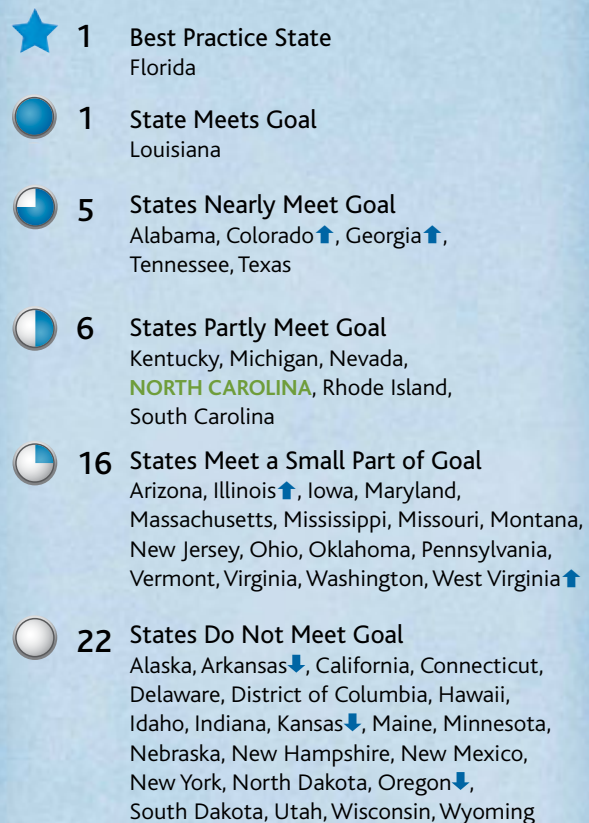 1 Best Practice State
Florida
1 State Meets Goal
Louisiana
5 States Nearly Meet Goal
Alabama, Colorado⬆, Georgia⬆,
Tennessee, Texas
6 States Partly Meet Goal
Kentucky, Michigan, Nevada,
NORTH CAROLINA, Rhode Island,
South Carolina
16 States Meet a Small Part of Goal
Arizona, Illinois⬆, Iowa, Maryland,
Massachusetts, Mississippi, Missouri, Montana,
New Jersey, Ohio, Oklahoma, Pennsylvania,
Vermont, Virginia, Washington, West Virginia⬆
22 States Do Not Meet Goal
Alaska, Arkansas⬇, California, Connecticut,
Delaware, District of Columbia, Hawaii,
Idaho, Indiana, Kansas⬇, Maine, Minnesota,
Nebraska, New Hampshire, New Mexico,
New York, North Dakota, Oregon⬇,
South Dakota, Utah, Wisconsin, Wyoming